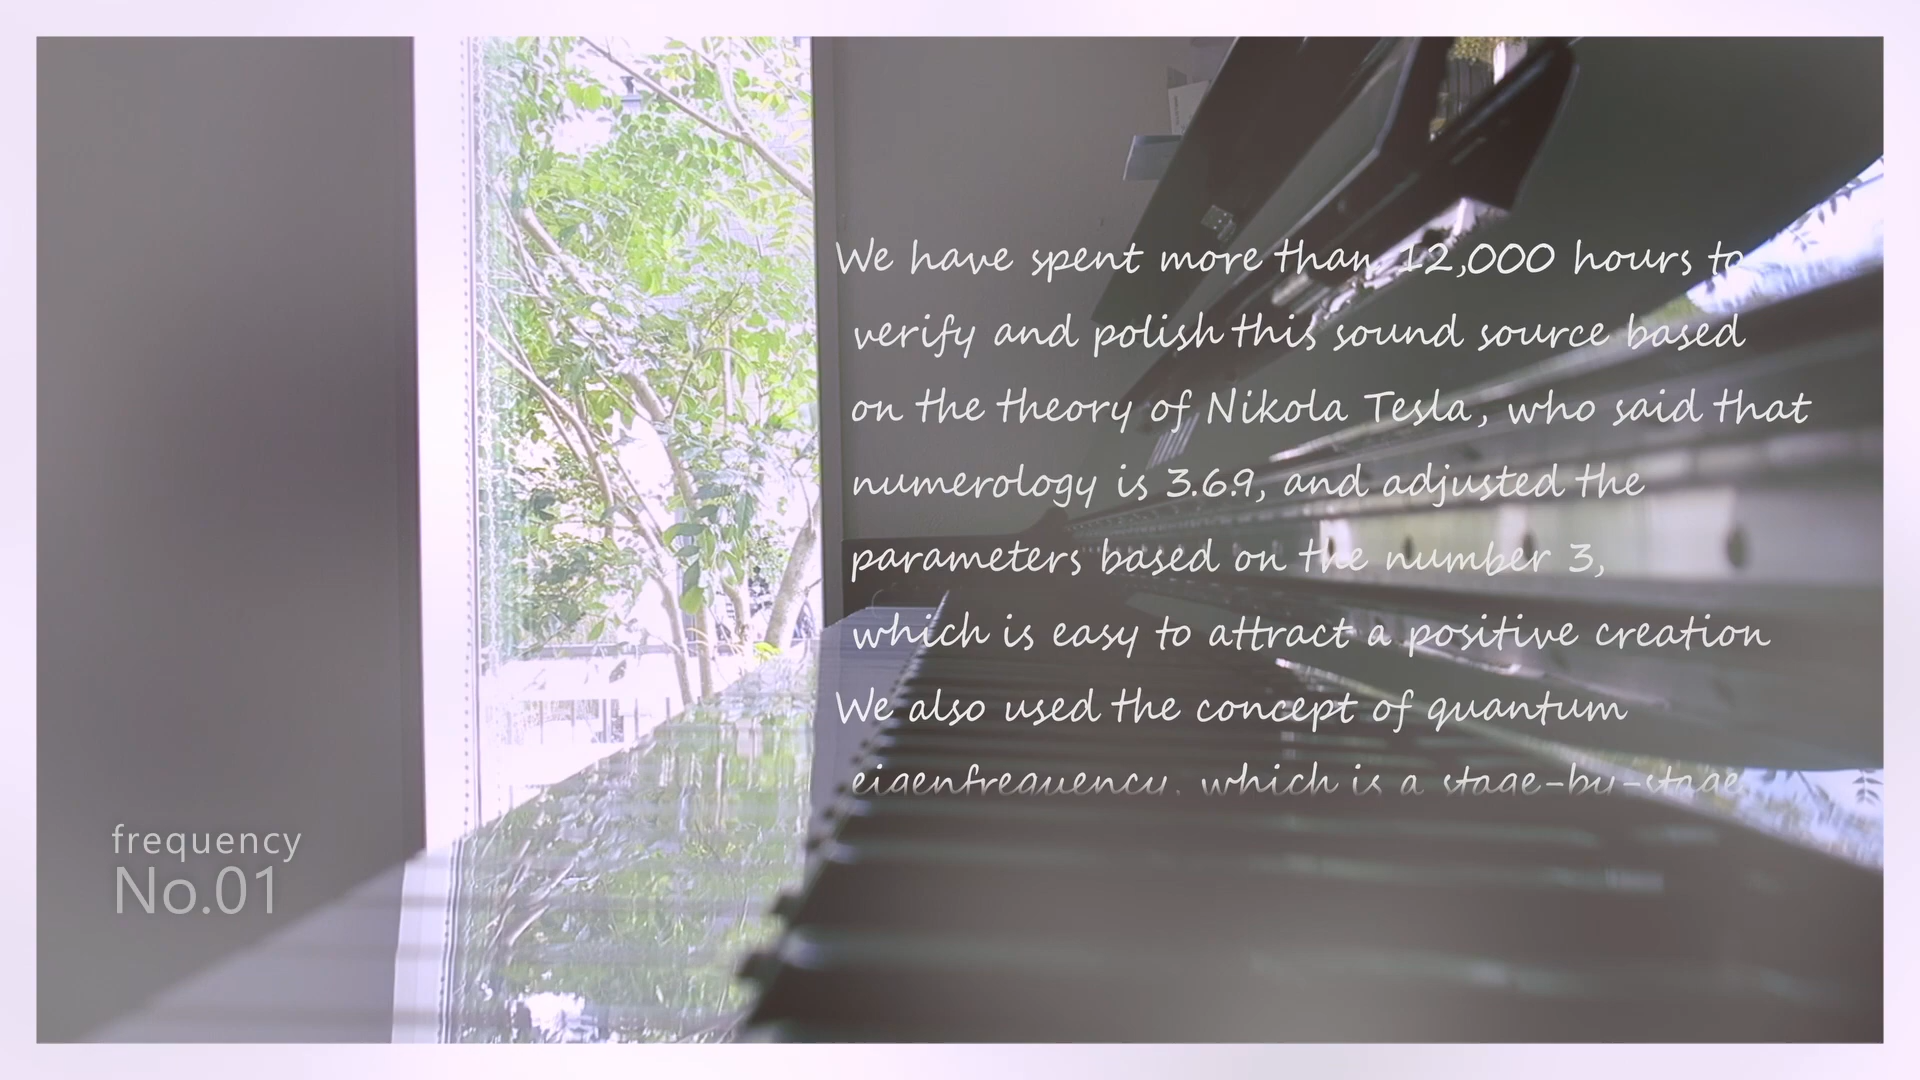 We have spent more than 12,000 hours to
verify and polish this sound source based
on the theory of Nikola Tesla, who said that
numerology is 3.6.9, and adjusted the
parameters based on the number 3,
which is easy to attract a positive creation
We also used the concept of quantum
eigenfrequency, which is a stage-by-stage
frequency
No.01